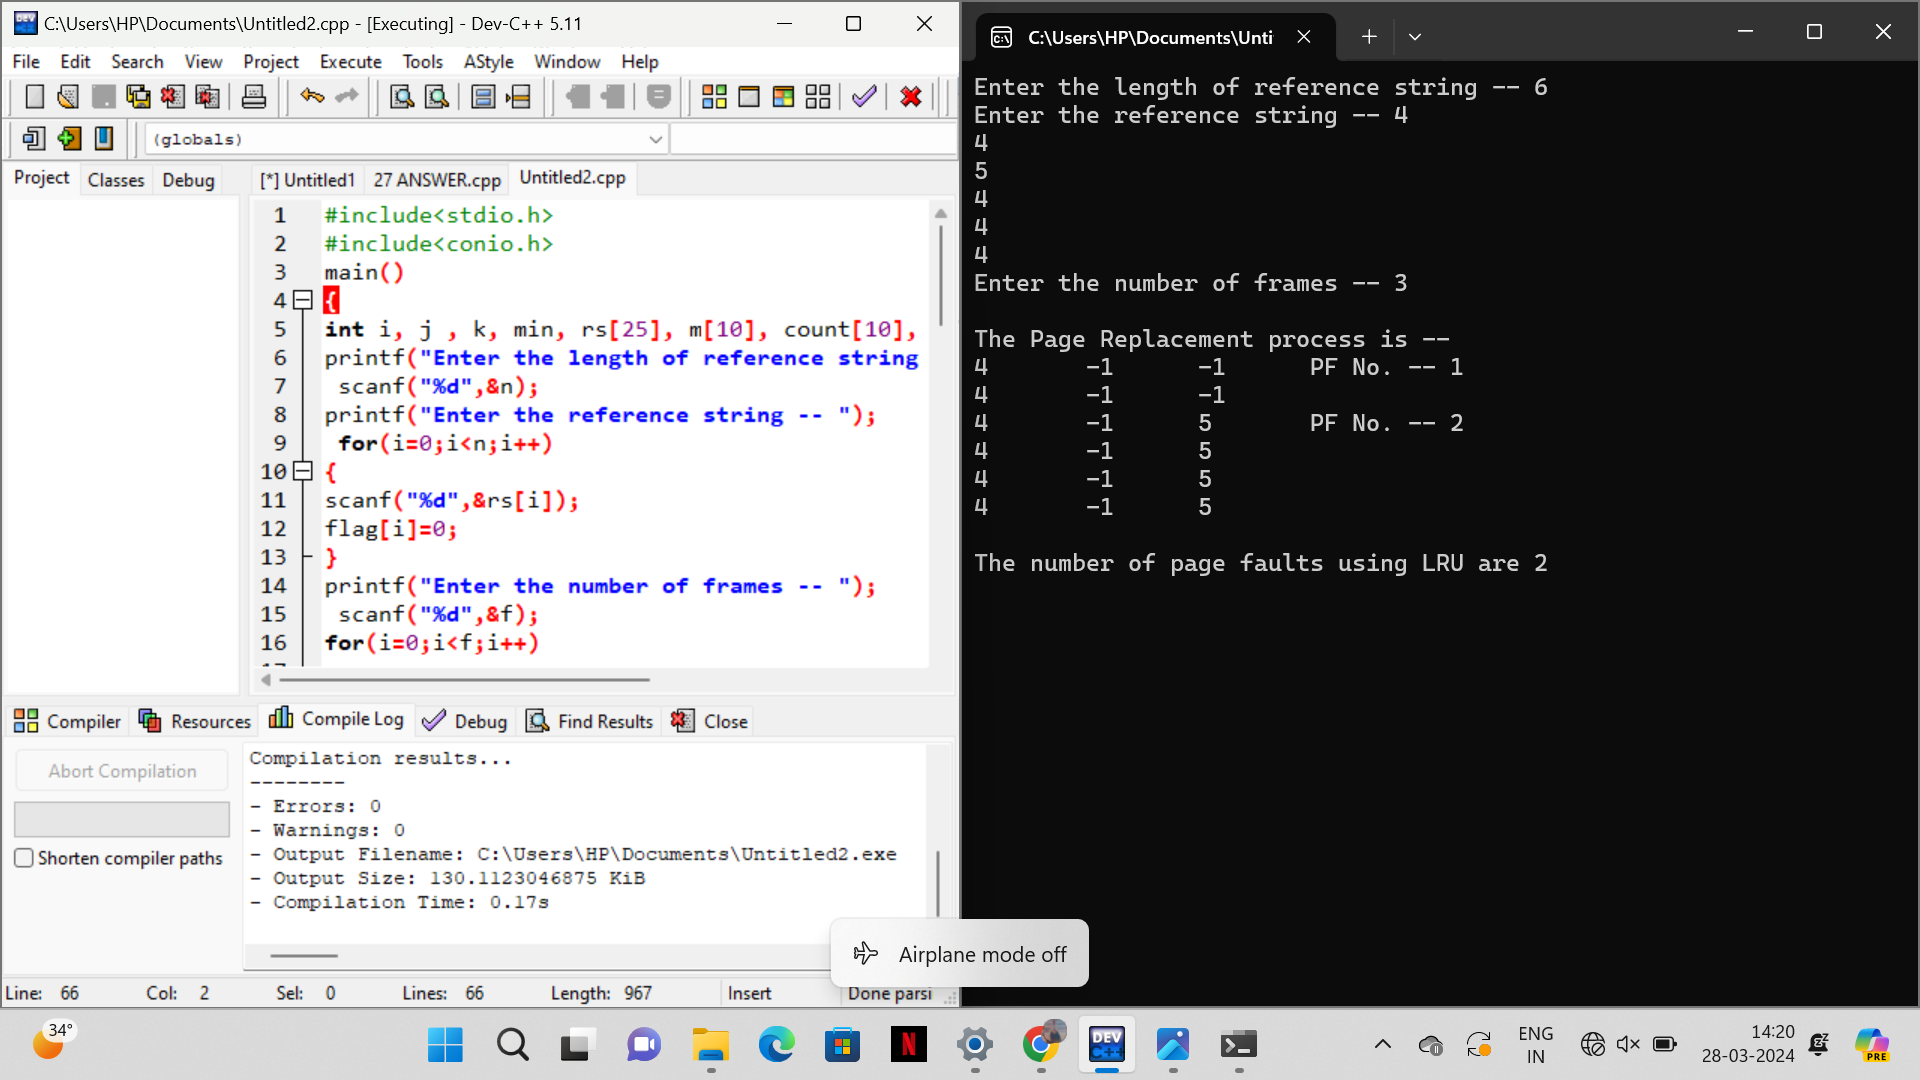 C:\Users\HP\Documents\Untitled2.cpp - [Executing] - Dev-C++ 5.11
File Edit Search View Project Execute Tools AStyle Window Help
(globals)
Project Classes Debug
[*] Untitled1 27 ANSWER.cpp Untitled2.cpp
1 #include<stdio.h>
2 #include<conio.h>
3 main()
4 {
5 int i, j , k, min, rs[25], m[10], count[10],
6 printf("Enter the length of reference string
7 scanf("%d",&n);
8 printf("Enter the reference string -- ");
9 for(i=0;i<n;i++)
10 {
11 scanf("%d",&rs[i]);
12 flag[i]=0;
13 }
14 printf("Enter the number of frames -- ");
15 scanf("%d",&f);
16 for(i=0;i<f;i++)
Compiler Resources Compile Log Debug Find Results Close
Abort Compilation
Shorten compiler paths
Compilation results...
--------
- Errors: 0
- Warnings: 0
- Output Filename: C:\Users\HP\Documents\Untitled2.exe
- Output Size: 130.1123046875 KiB
- Compilation Time: 0.17s
Line: 66 Col: 2 Sel: 0 Lines: 66 Length: 967 Insert Done parsi
C:\Users\HP\Documents\Unti
Enter the length of reference string -- 6
Enter the reference string -- 4
4
5
4
4
4
Enter the number of frames -- 3
The Page Replacement process is --
4 -1 -1 PF No. -- 1
4 -1 -1
4 -1 5 PF No. -- 2
4 -1 5
4 -1 5
4 -1 5
The number of page faults using LRU are 2
Airplane mode off
34°
N
DEV
C++
ENG
IN
14:20
28-03-2024
PRE